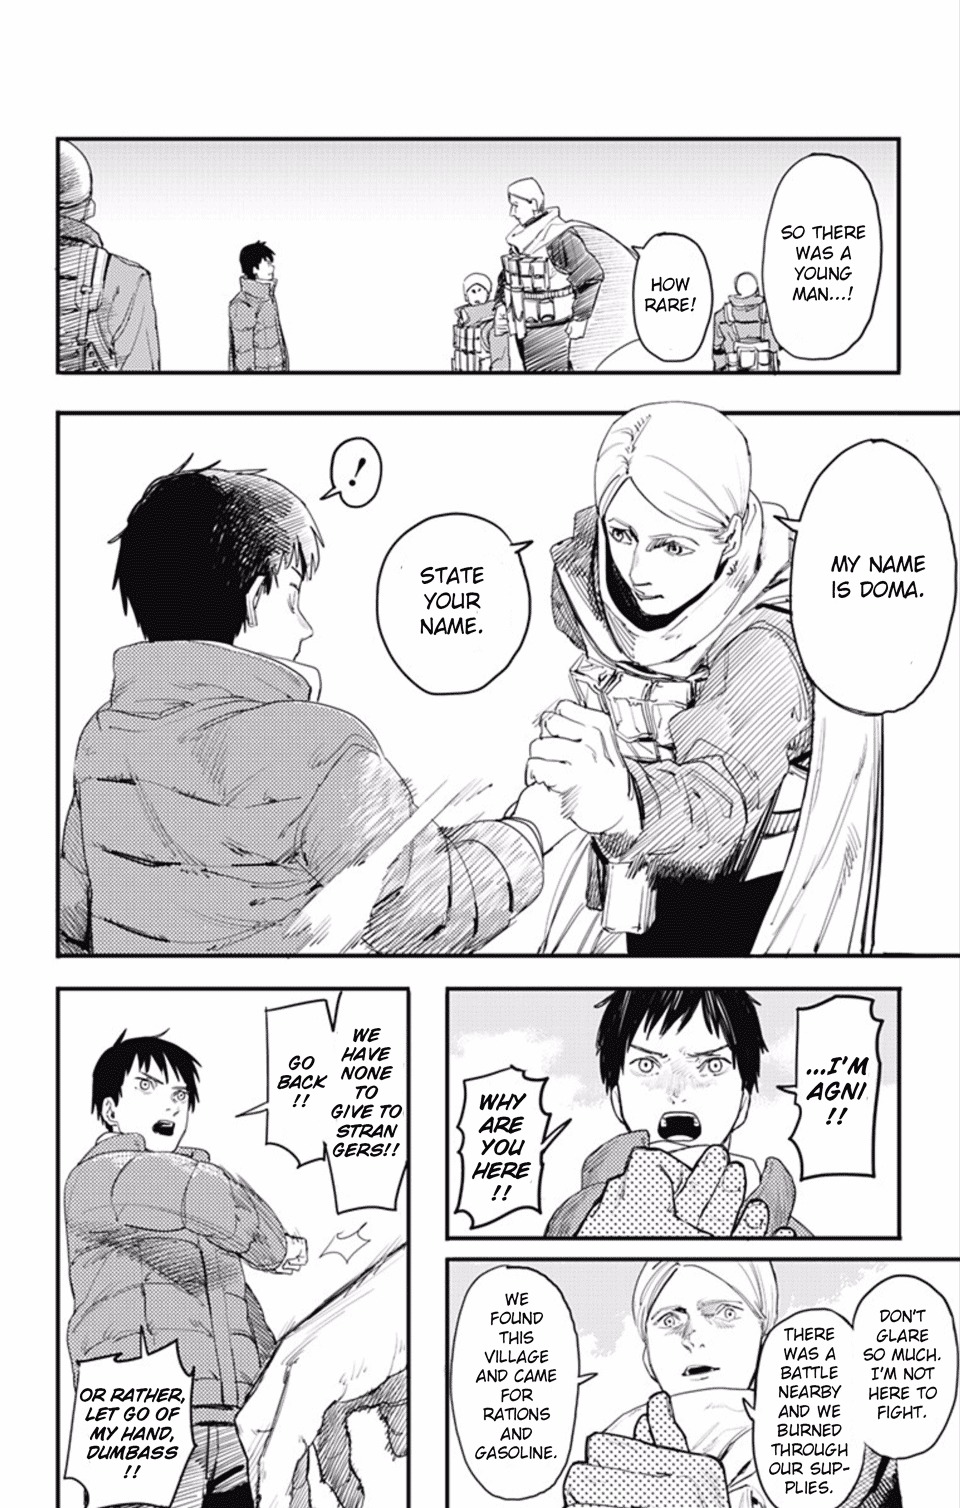 SO THERE
WAS A
YOUNG
MAN...!
HOW
RARE!
MY NAME
IS DOMA.
!
STATE
YOUR
NAME.
...I'M
AGNI
!!
WHY
ARE
YOU
HERE
!!
DON'T
GLARE
SO MUCH.
I'M NOT
HERE TO
FIGHT.
THERE
WAS A
BATTLE
NEARBY
AND WE
BURNED
THROUGH
OUR SUP-
PLIES.
WE
FOUND
THIS
VILLAGE
AND CAME
FOR
RATIONS
AND
GASOLINE.
WE
HAVE
NONE
TO
GIVE TO
STRAN
GERS!!
GO
BACK
!!
OR RATHER,
LET GO OF
MY HAND,
DUMBASS
!!